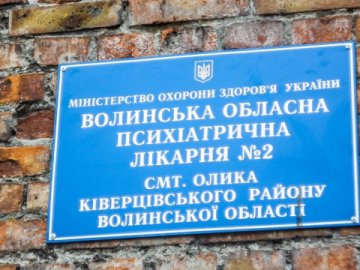 МІНІСТЕРСТВО ОХОРОНИ ЗДОРОВ'Я УКРАЇНИ
ВОЛИНСЬКА ОБЛАСНА
ПСИХІАТРИЧНА
ЛІКАРНЯ №2
СМТ. ОЛИКА
КІВЕРЦІВСЬКОГО РАЙОНУ
ВОЛИНСЬКОЇ ОБЛАСТІ